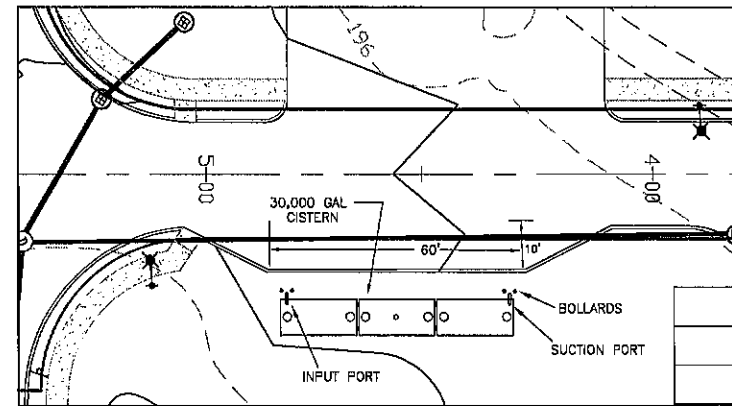 196
5+00
4+00
30,000 GAL
CISTERN
60'
10'
BOLLARDS
SUCTION PORT
INPUT PORT